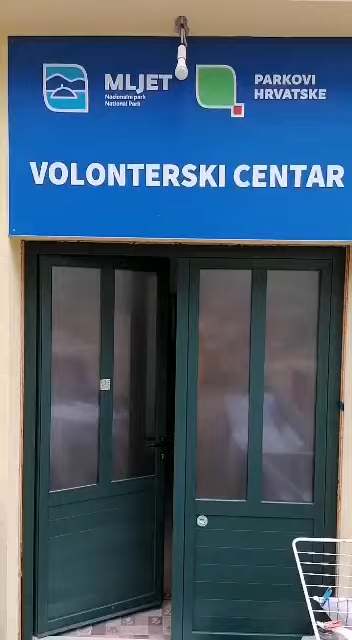 MLJET
Nacionalni park
National Park
PARKOVI
HRVATSKE
VOLONTERSKI CENTAR